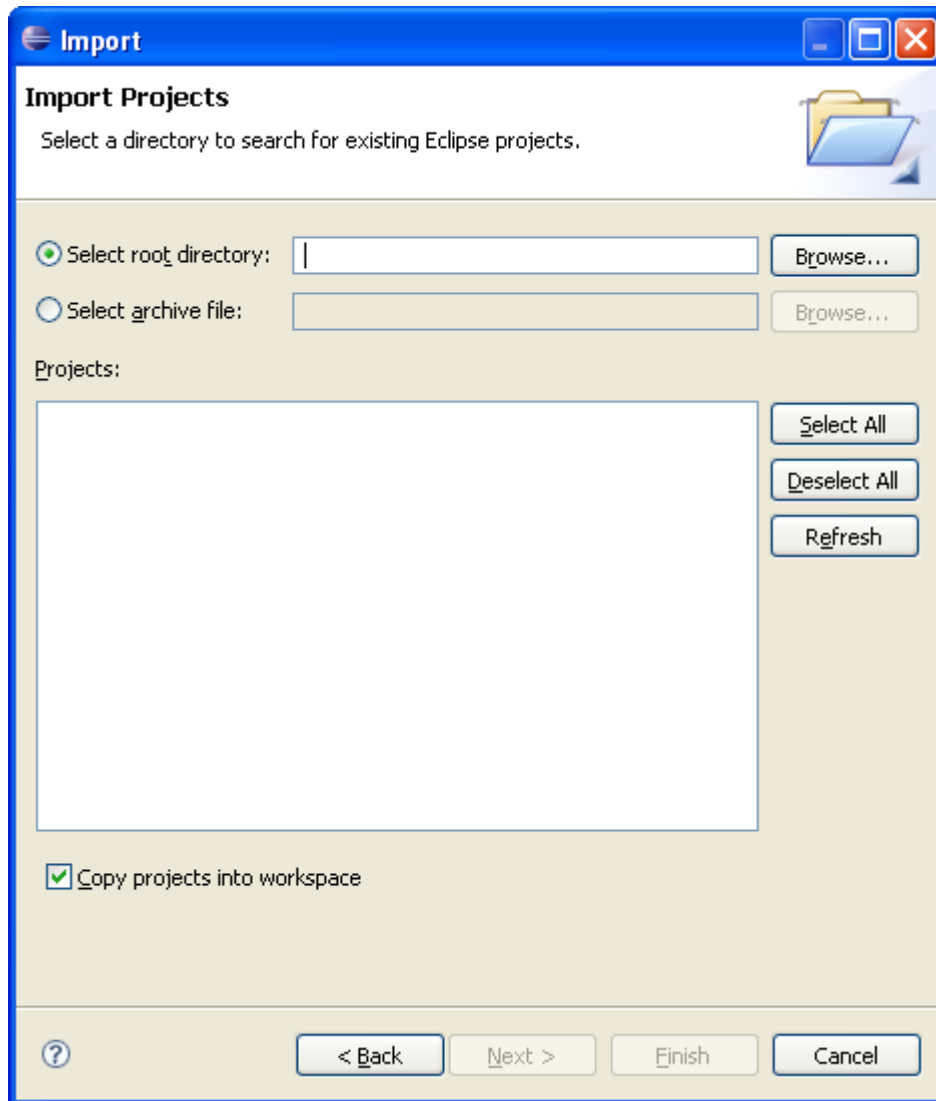 Import
Import Projects
Select a directory to search for existing Eclipse projects.
Select root directory:
Browse...
Select archive file:
Browse...
Projects:
Select All
Deselect All
Refresh
Copy projects into workspace
?
< Back
Next >
Finish
Cancel